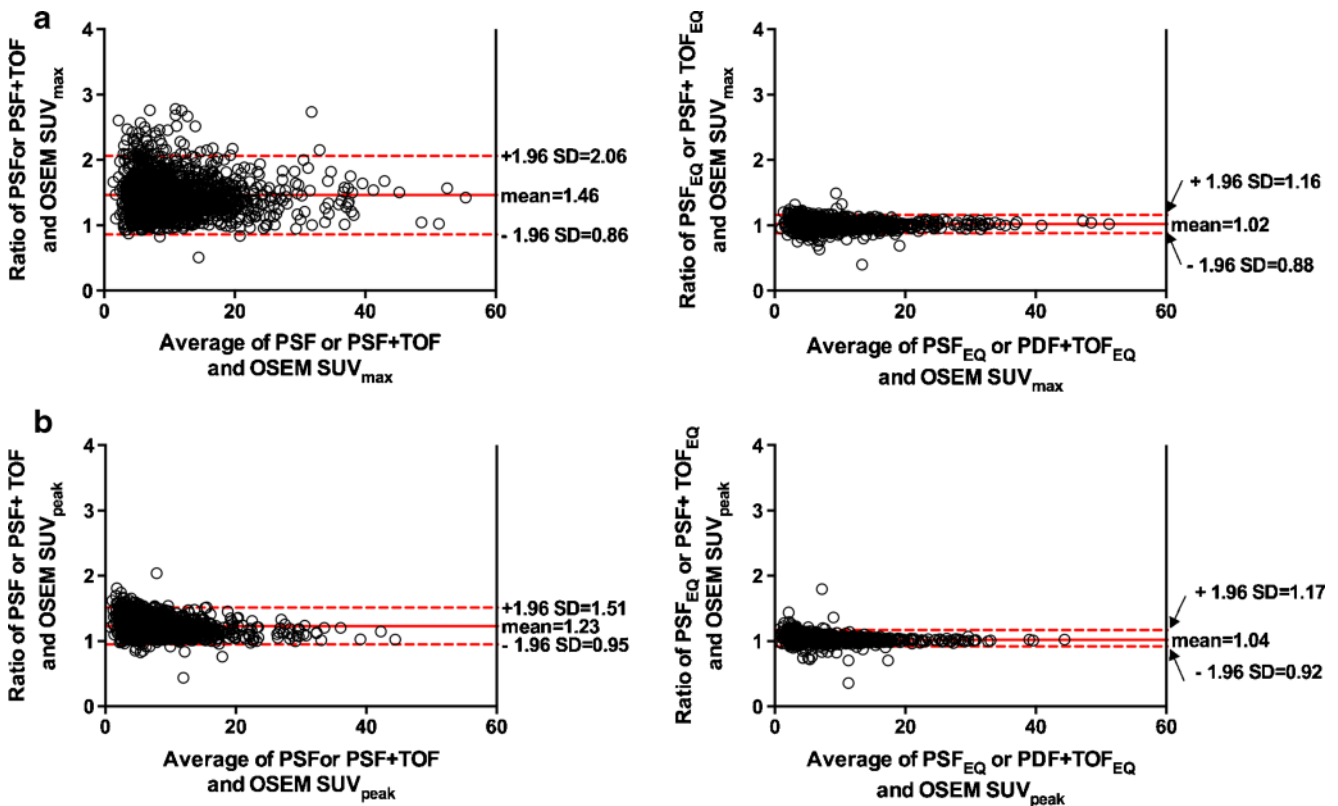 a
Ratio of PSFor PSF+TOF
and OSEM SUVmax
4
3
2
1
0
0 20 40 60
+1.96 SD=2.06
mean=1.46
- 1.96 SD=0.86
Average of PSF or PSF+TOF
and OSEM SUVmax
Ratio of PSFEQ or PSF+ TOFEQ
and OSEM SUVmax
4
3
2
1
0
0 20 40 60
+ 1.96 SD=1.16
mean=1.02
- 1.96 SD=0.88
Average of PSFEQ or PDF+TOFEQ
and OSEM SUVmax
b
Ratio of PSF or PSF+ TOF
and OSEM SUVpeak
4
3
2
1
0
0 20 40 60
+1.96 SD=1.51
mean=1.23
- 1.96 SD=0.95
Average of PSFor PSF+TOF
and OSEM SUVpeak
Ratio of PSFEQ or PSF+ TOFEQ
and OSEM SUVpeak
4
3
2
1
0
0 20 40 60
+ 1.96 SD=1.17
mean=1.04
- 1.96 SD=0.92
Average of PSFEQ or PDF+TOFEQ
and OSEM SUVpeak